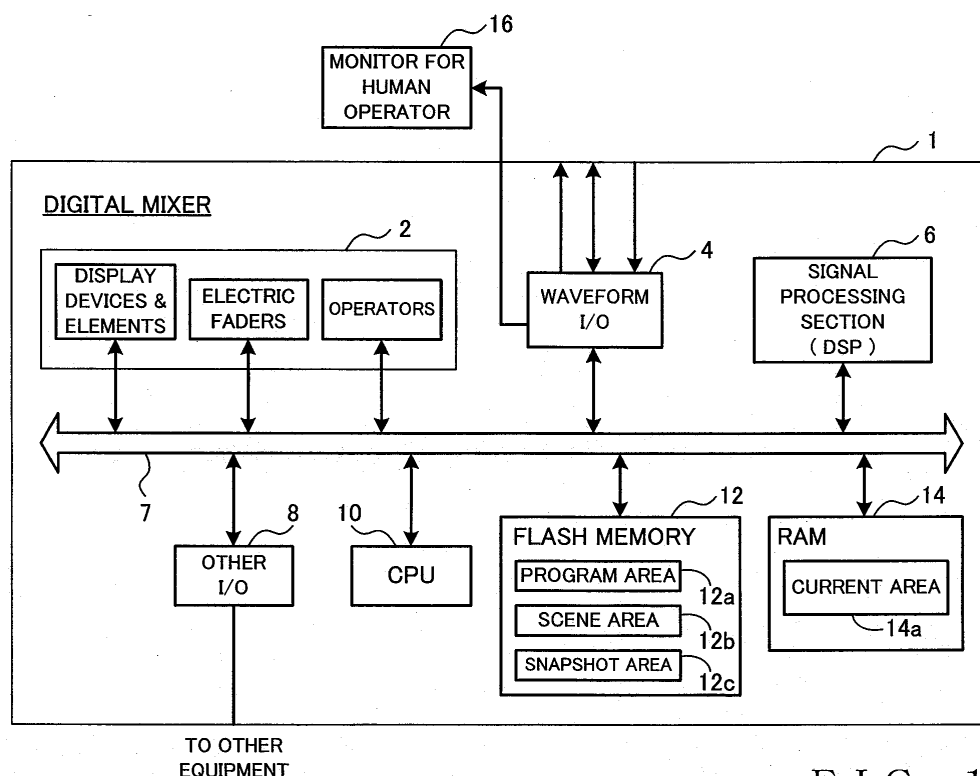 16
MONITOR FOR
HUMAN
OPERATOR
1
DIGITAL MIXER
2
DISPLAY
DEVICES &
ELEMENTS
ELECTRIC
FADERS
OPERATORS
4
WAVEFORM
I/O
6
SIGNAL
PROCESSING
SECTION
( DSP )
7
8
OTHER
I/O
10
CPU
12
FLASH MEMORY
PROGRAM AREA
12a
SCENE AREA
12b
SNAPSHOT AREA
12c
14
RAM
CURRENT AREA
14a
TO OTHER
EQUIPMENT
F I G . 1